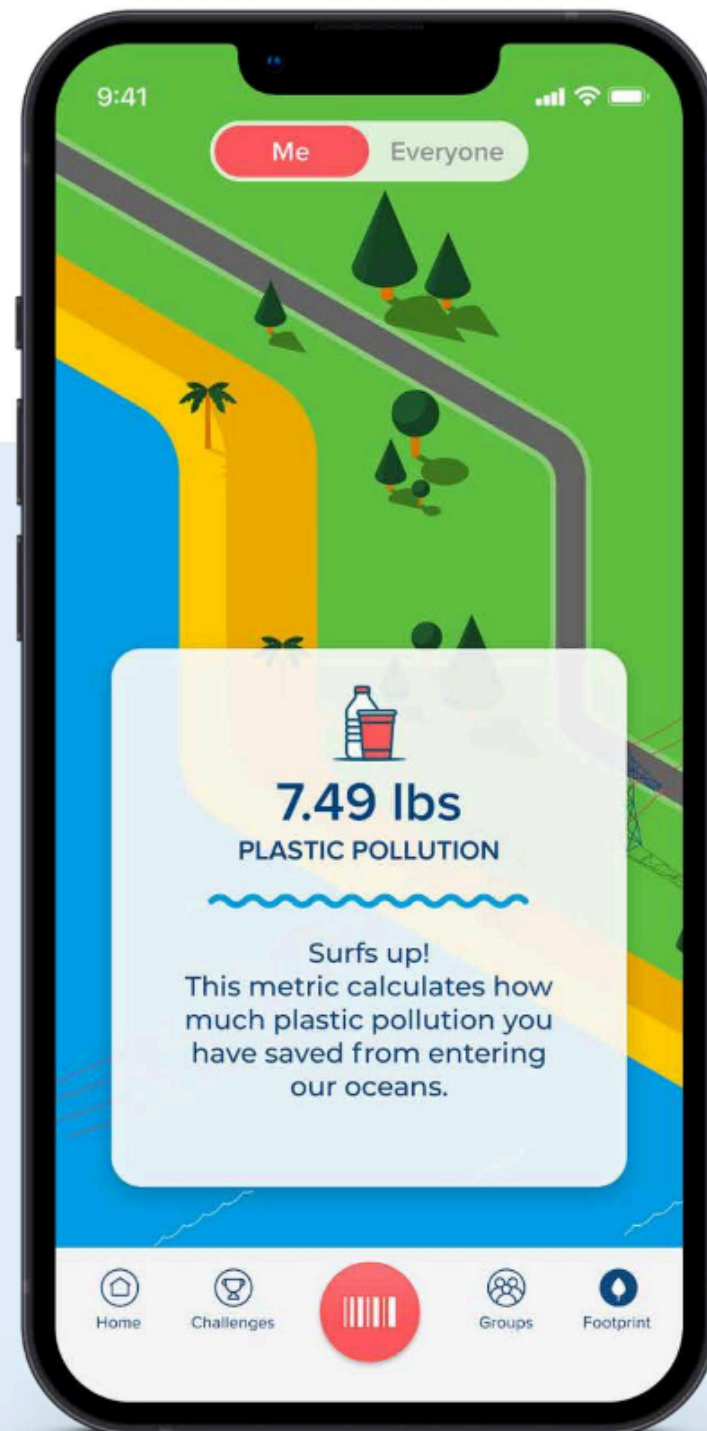 9:41
Me Everyone
7.49 lbs
PLASTIC POLLUTION
Surfs up!
This metric calculates how
much plastic pollution you
have saved from entering
our oceans.
Home Challenges Groups Footprint